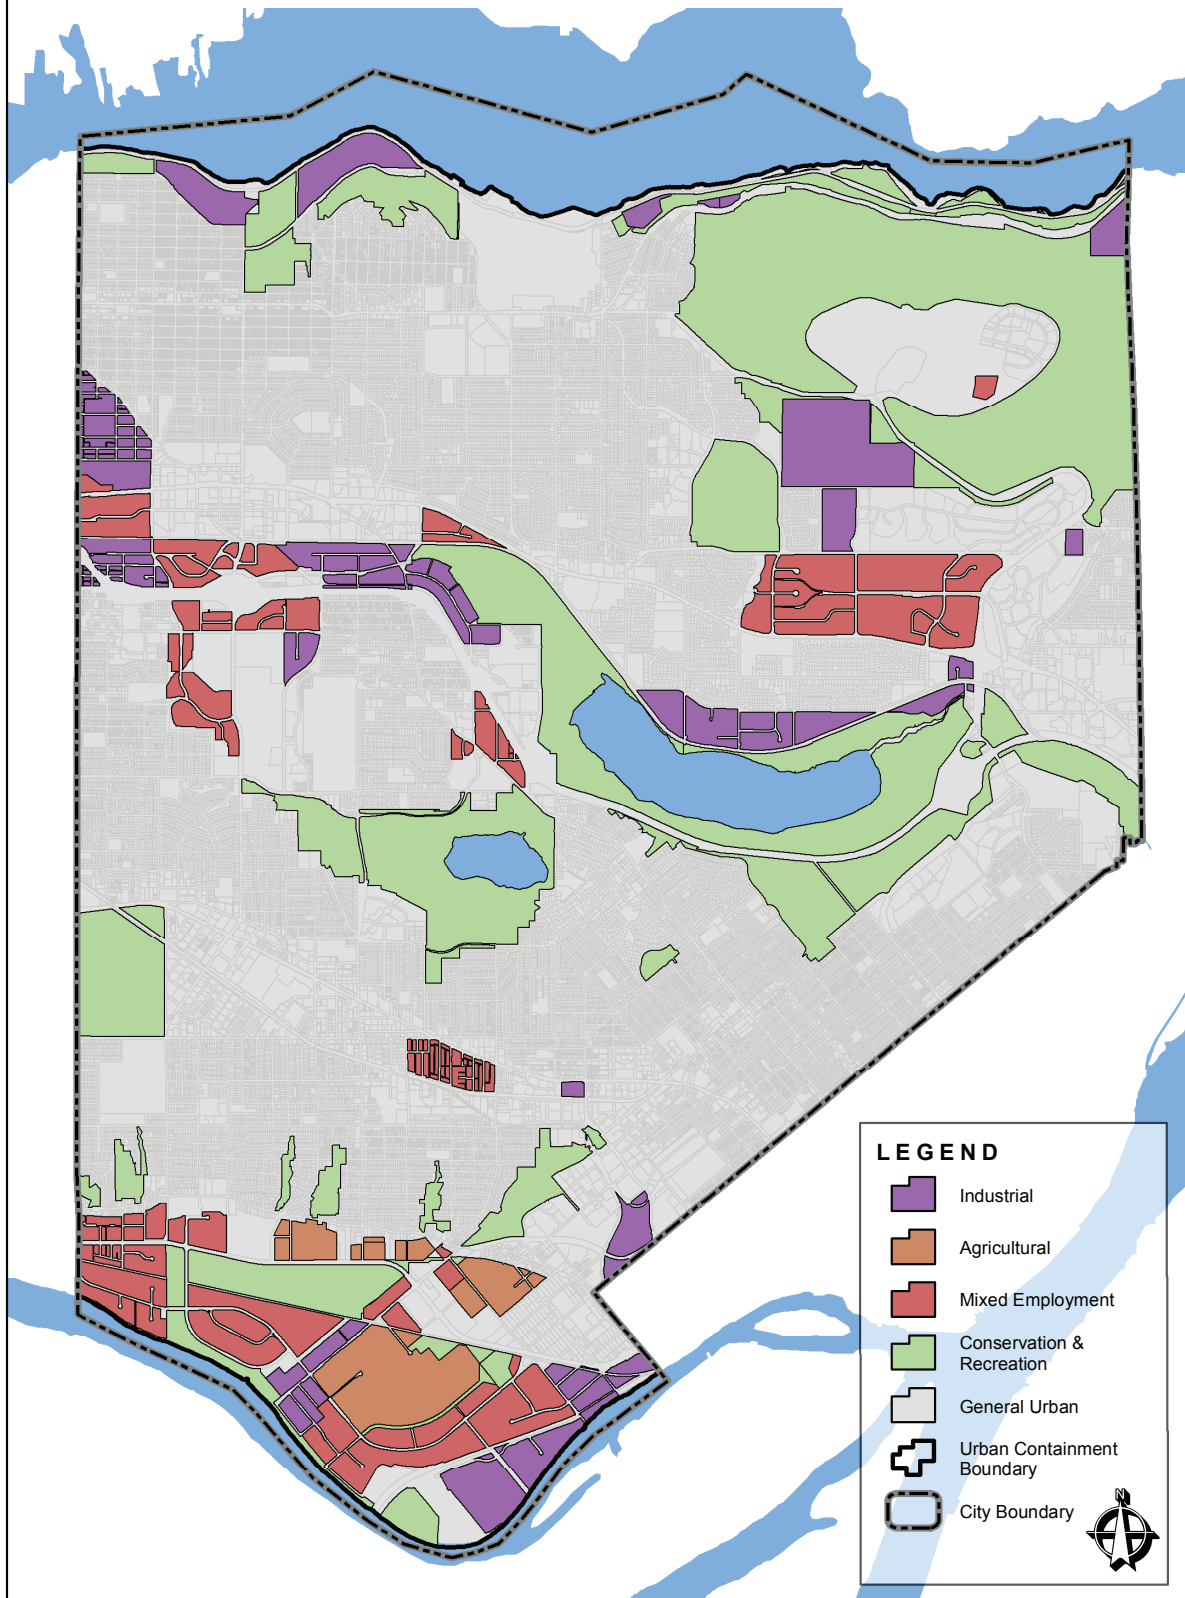 LEGEND
Industrial
Agricultural
Mixed Employment
Conservation &
Recreation
General Urban
Urban Containment
Boundary
City Boundary
N